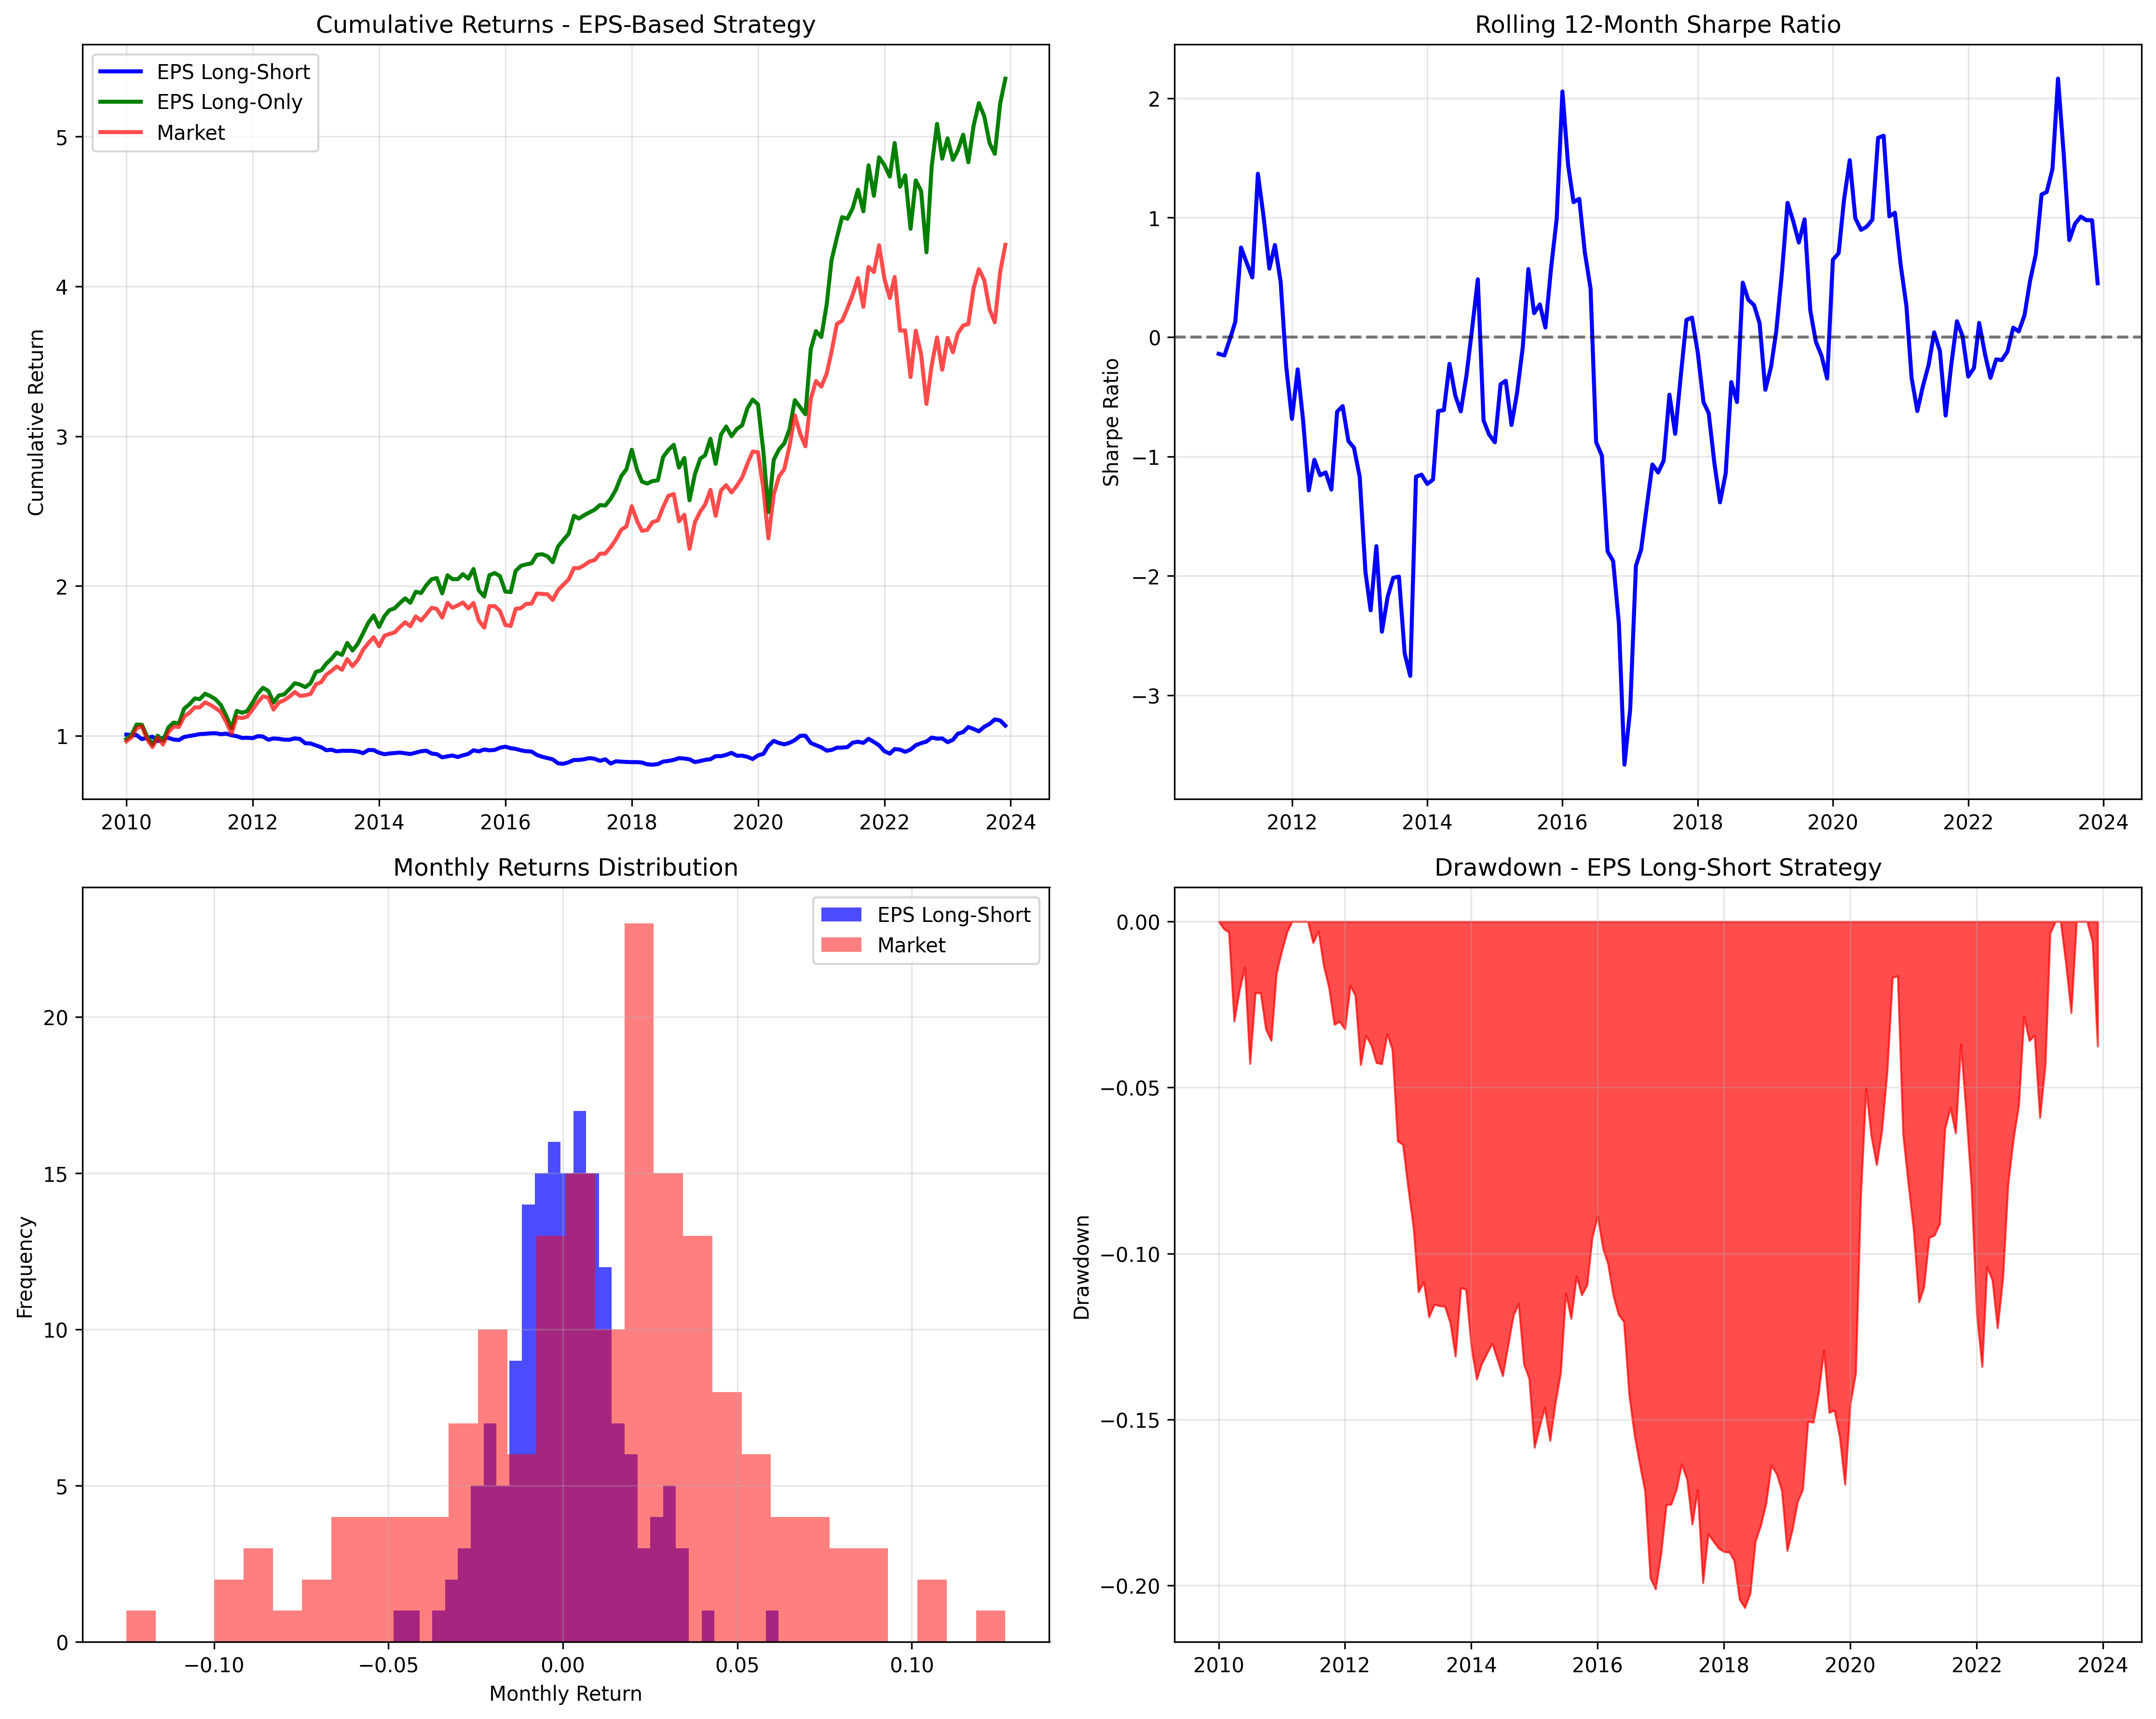 Cumulative Returns - EPS-Based Strategy
EPS Long-Short
EPS Long-Only
Market
Cumulative Return
5
4
3
2
1
2010 2012 2014 2016 2018 2020 2022 2024
Rolling 12-Month Sharpe Ratio
Sharpe Ratio
2
1
0
−1
−2
−3
2012 2014 2016 2018 2020 2022 2024
Monthly Returns Distribution
EPS Long-Short
Market
Frequency
20
15
10
5
0
−0.10 −0.05 0.00 0.05 0.10
Monthly Return
Drawdown - EPS Long-Short Strategy
Drawdown
0.00
−0.05
−0.10
−0.15
−0.20
2010 2012 2014 2016 2018 2020 2022 2024